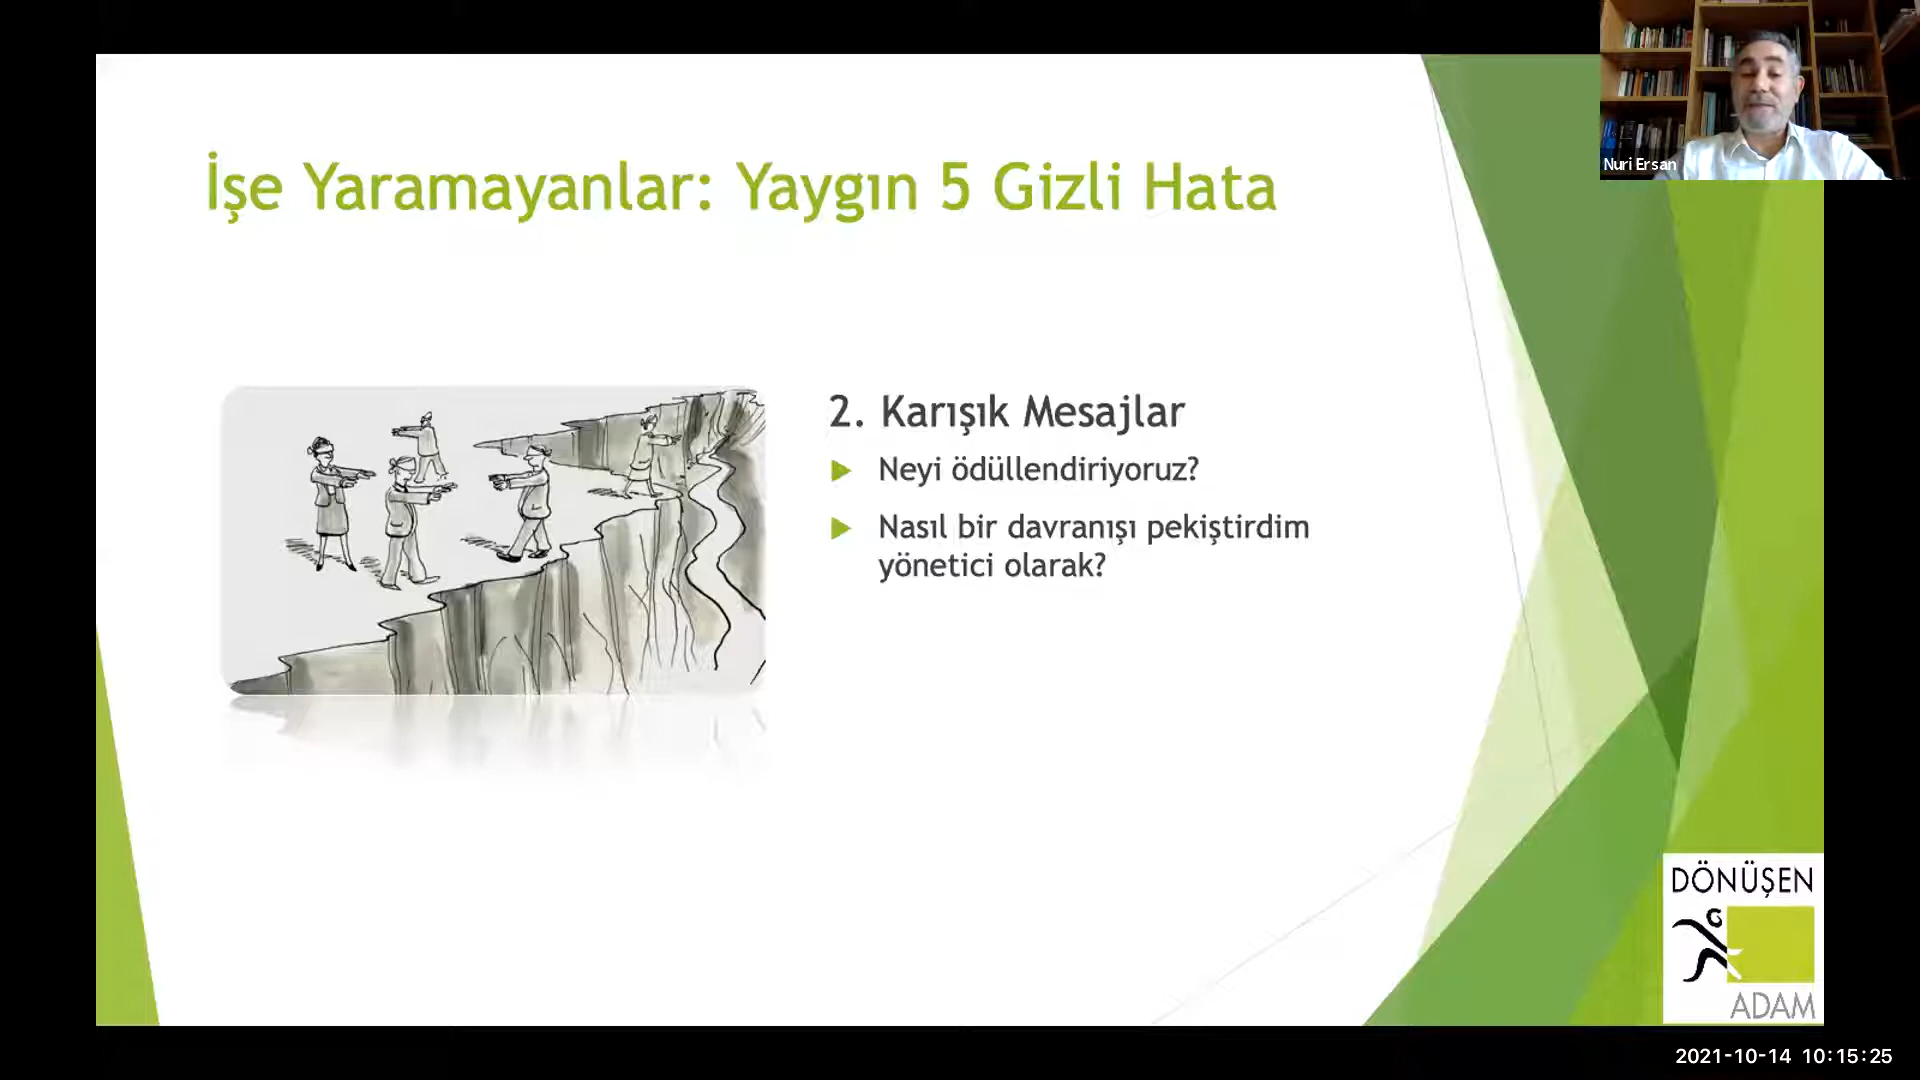 Nuri Ersan
İşe Yaramayanlar: Yaygın 5 Gizli Hata
2. Karışık Mesajlar
Neyi ödüllendiriyoruz?
Nasıl bir davranışı pekiştirdim
yönetici olarak?
DÖNÜŞEN
ADAM
2021-10-14 10:15:25